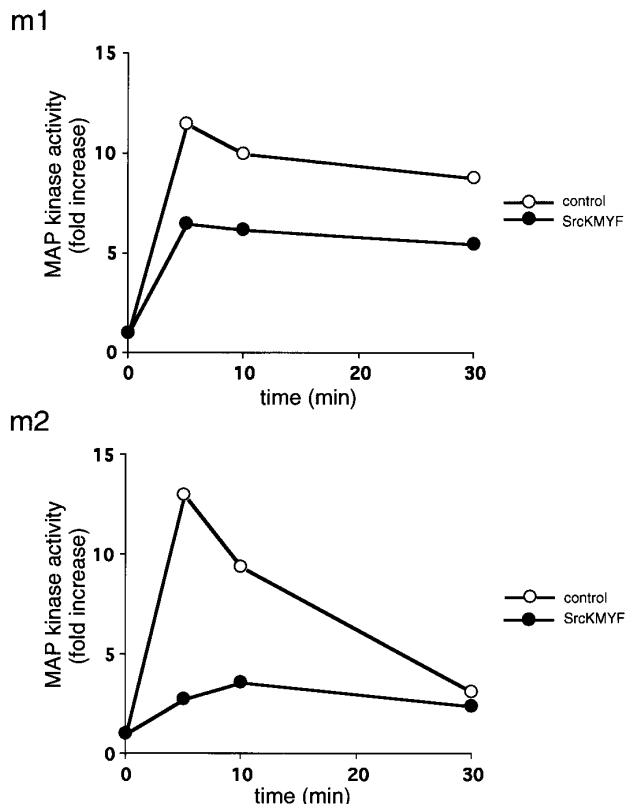 m1
15
10
5
0
MAP kinase activity
(fold increase)
0 10 20 30
time (min)
control
SrcKMYF
m2
15
10
5
0
MAP kinase activity
(fold increase)
0 10 20 30
time (min)
control
SrcKMYF